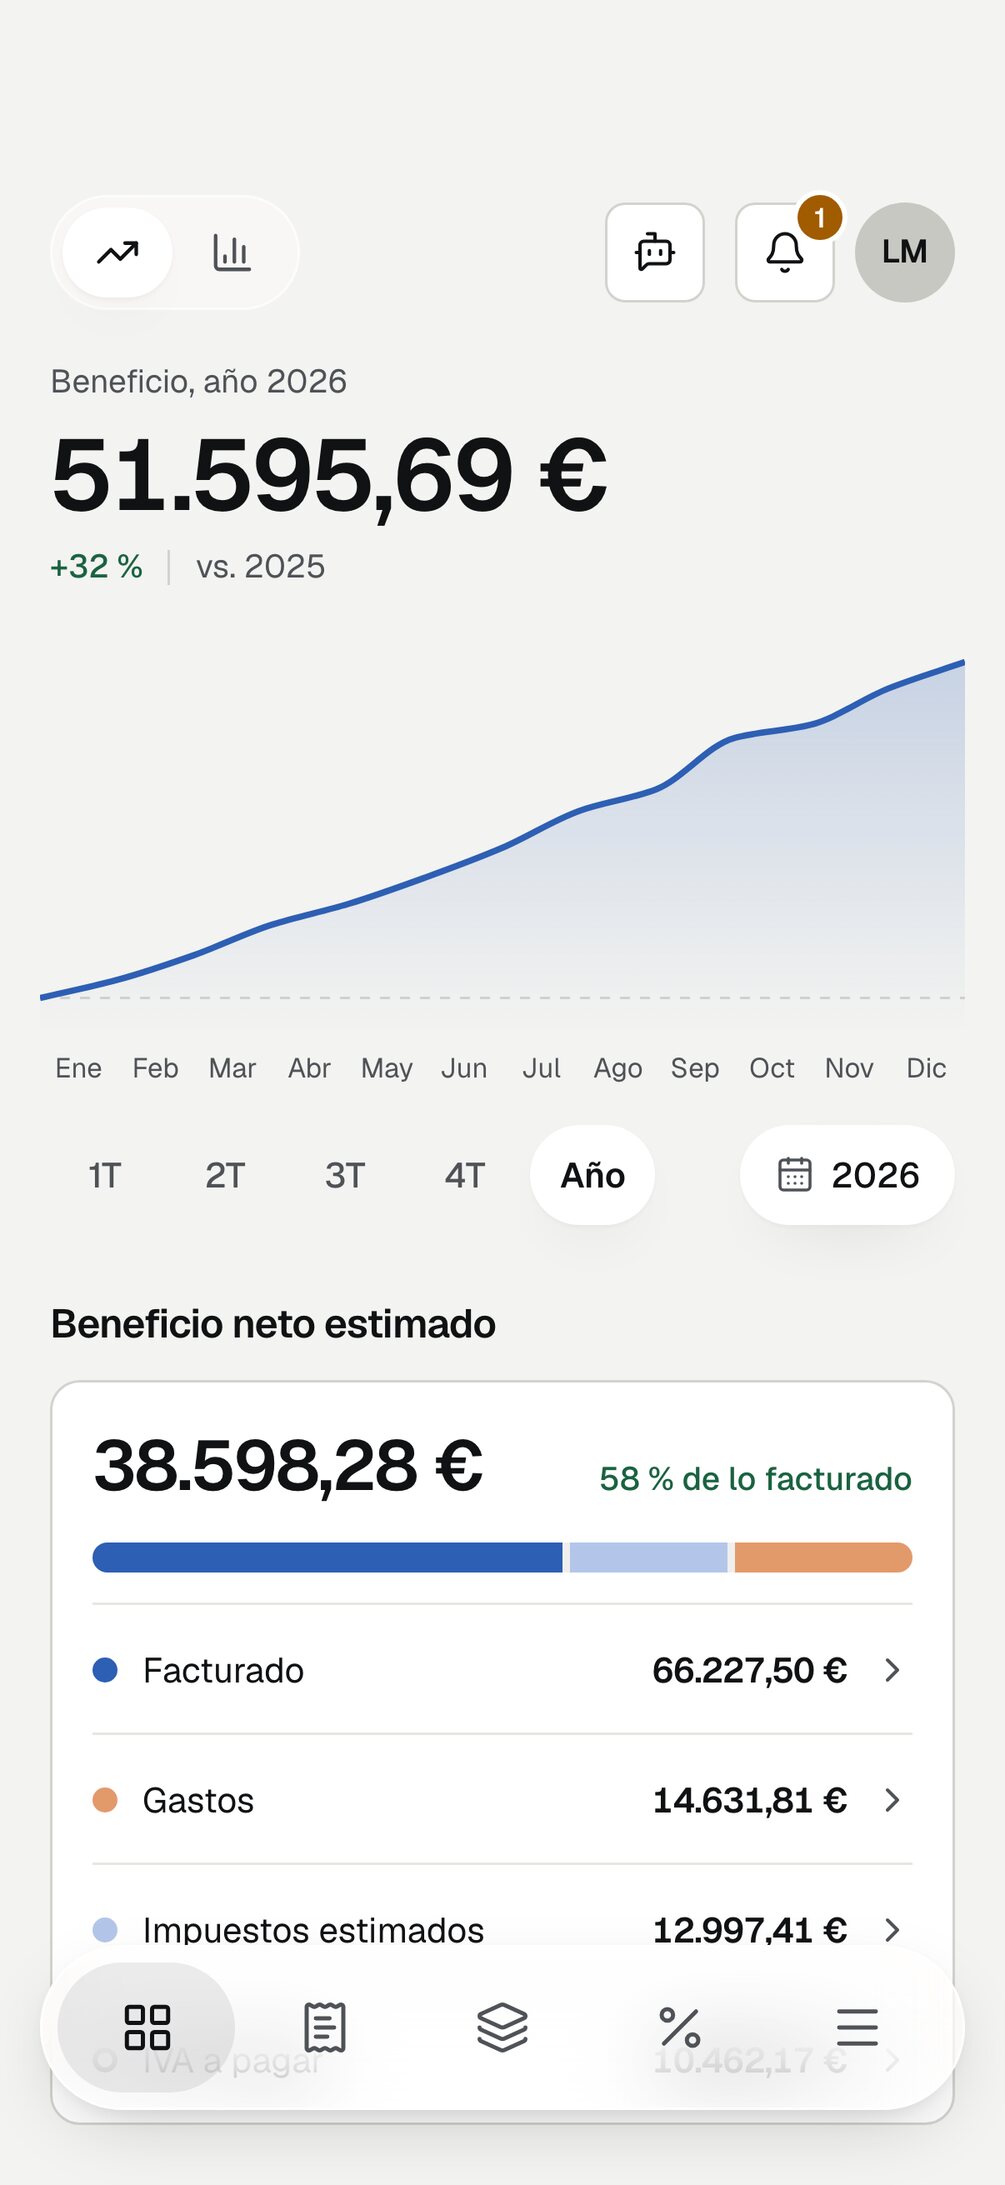 1
LM
Beneficio, año 2026
51.595,69 €
+32 % vs. 2025
Ene Feb Mar Abr May Jun Jul Ago Sep Oct Nov Dic
1T 2T 3T 4T Año 2026
Beneficio neto estimado
38.598,28 € 58 % de lo facturado
Facturado 66.227,50 €
Gastos 14.631,81 €
Impuestos estimados 12.997,41 €
IVA a pagar 10.462,17 €